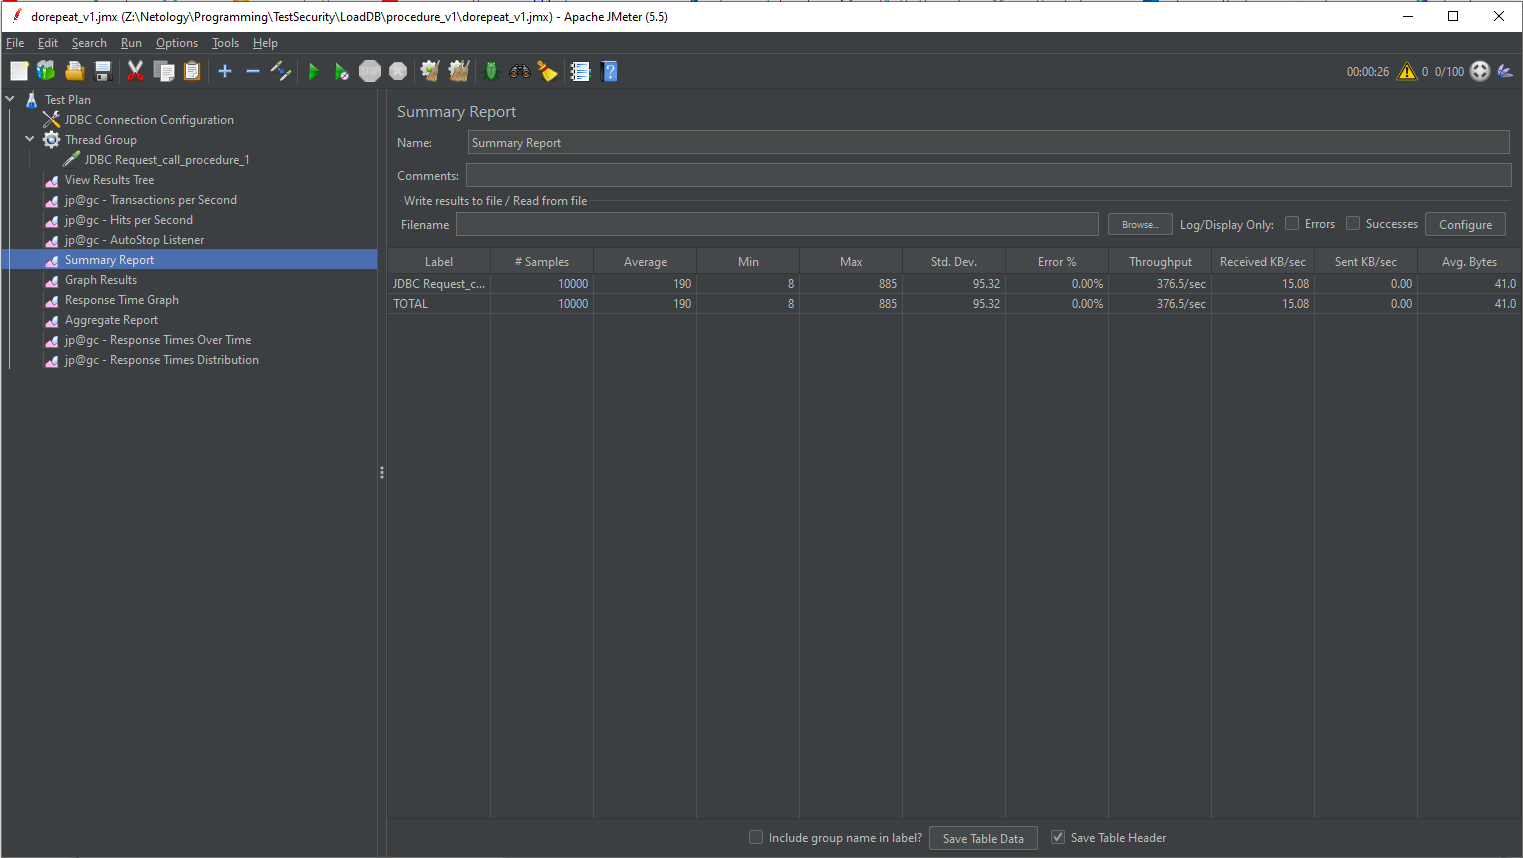 dorepeat_v1.jmx (Z:\Netology\Programming\TestSecurity\LoadDB\procedure_v1\dorepeat_v1.jmx) - Apache JMeter (5.5)
File Edit Search Run Options Tools Help
STOP 00:00:26 0 0/100
Test Plan
JDBC Connection Configuration
Thread Group
JDBC Request_call_procedure_1
View Results Tree
jp@gc - Transactions per Second
jp@gc - Hits per Second
jp@gc - AutoStop Listener
Summary Report
Graph Results
Response Time Graph
Aggregate Report
jp@gc - Response Times Over Time
jp@gc - Response Times Distribution
Summary Report
Name: Summary Report
Comments:
Write results to file / Read from file
Filename Browse... Log/Display Only: Errors Successes Configure
Label # Samples Average Min Max Std. Dev. Error % Throughput Received KB/sec Sent KB/sec Avg. Bytes
JDBC Request_c... 10000 190 8 885 95.32 0.00% 376.5/sec 15.08 0.00 41.0
TOTAL 10000 190 8 885 95.32 0.00% 376.5/sec 15.08 0.00 41.0
Include group name in label? Save Table Data Save Table Header